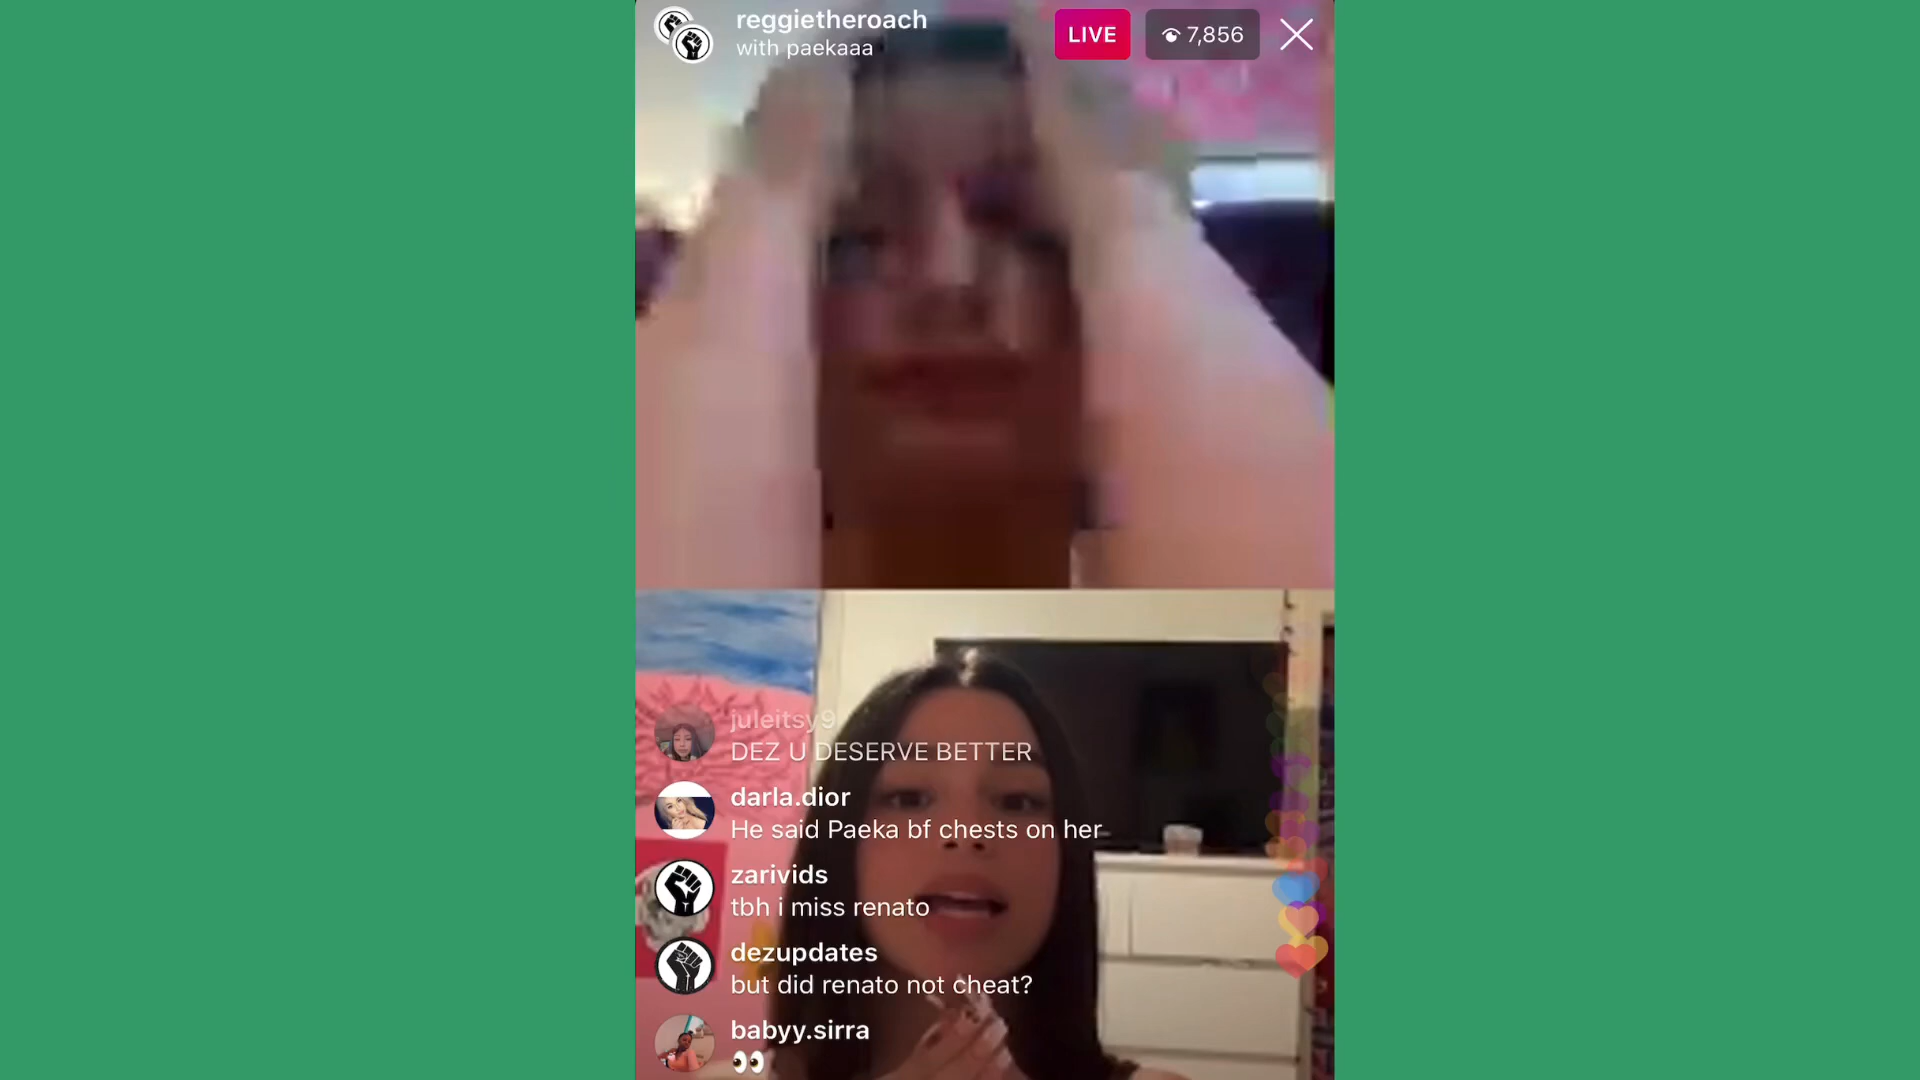 reggietheroach
with paekaaa
LIVE
7,856
juleitsy9
DEZ U DESERVE BETTER
darla.dior
He said Paeka bf chests on her
zarivids
tbh i miss renato
dezupdates
but did renato not cheat?
babyy.sirra
👀